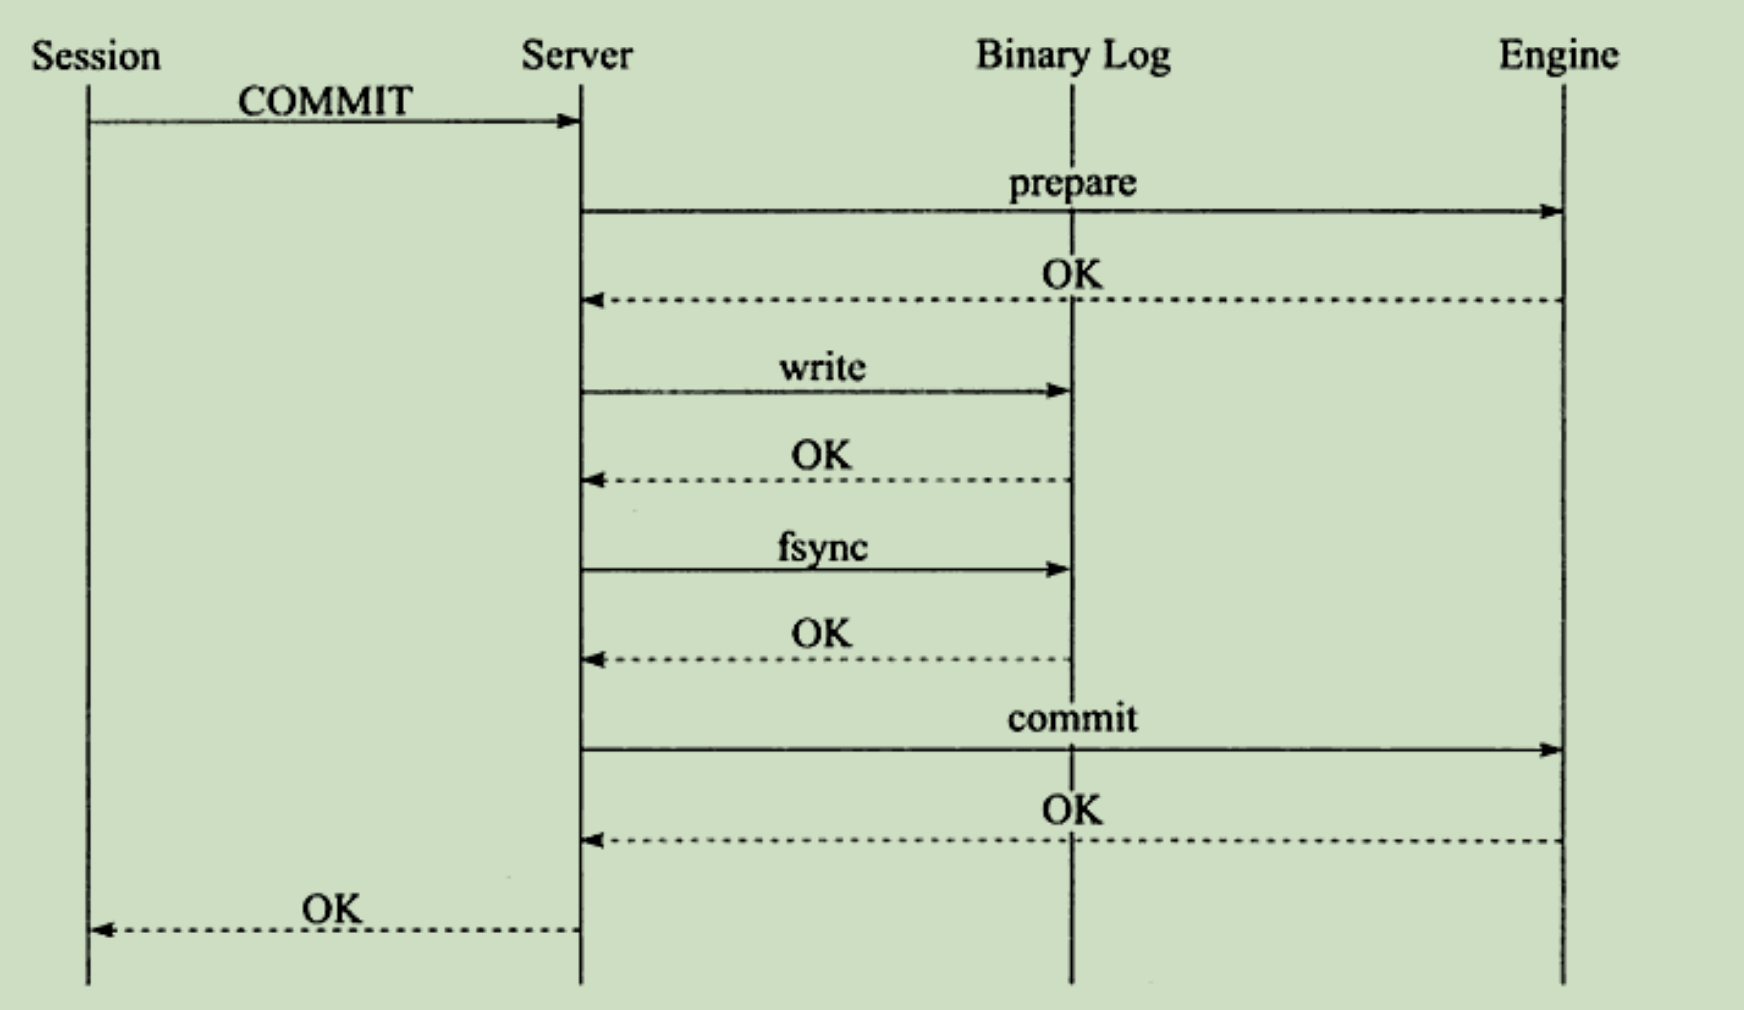 Session
Server
Binary Log
Engine
COMMIT
prepare
OK
write
OK
fsync
OK
commit
OK
OK